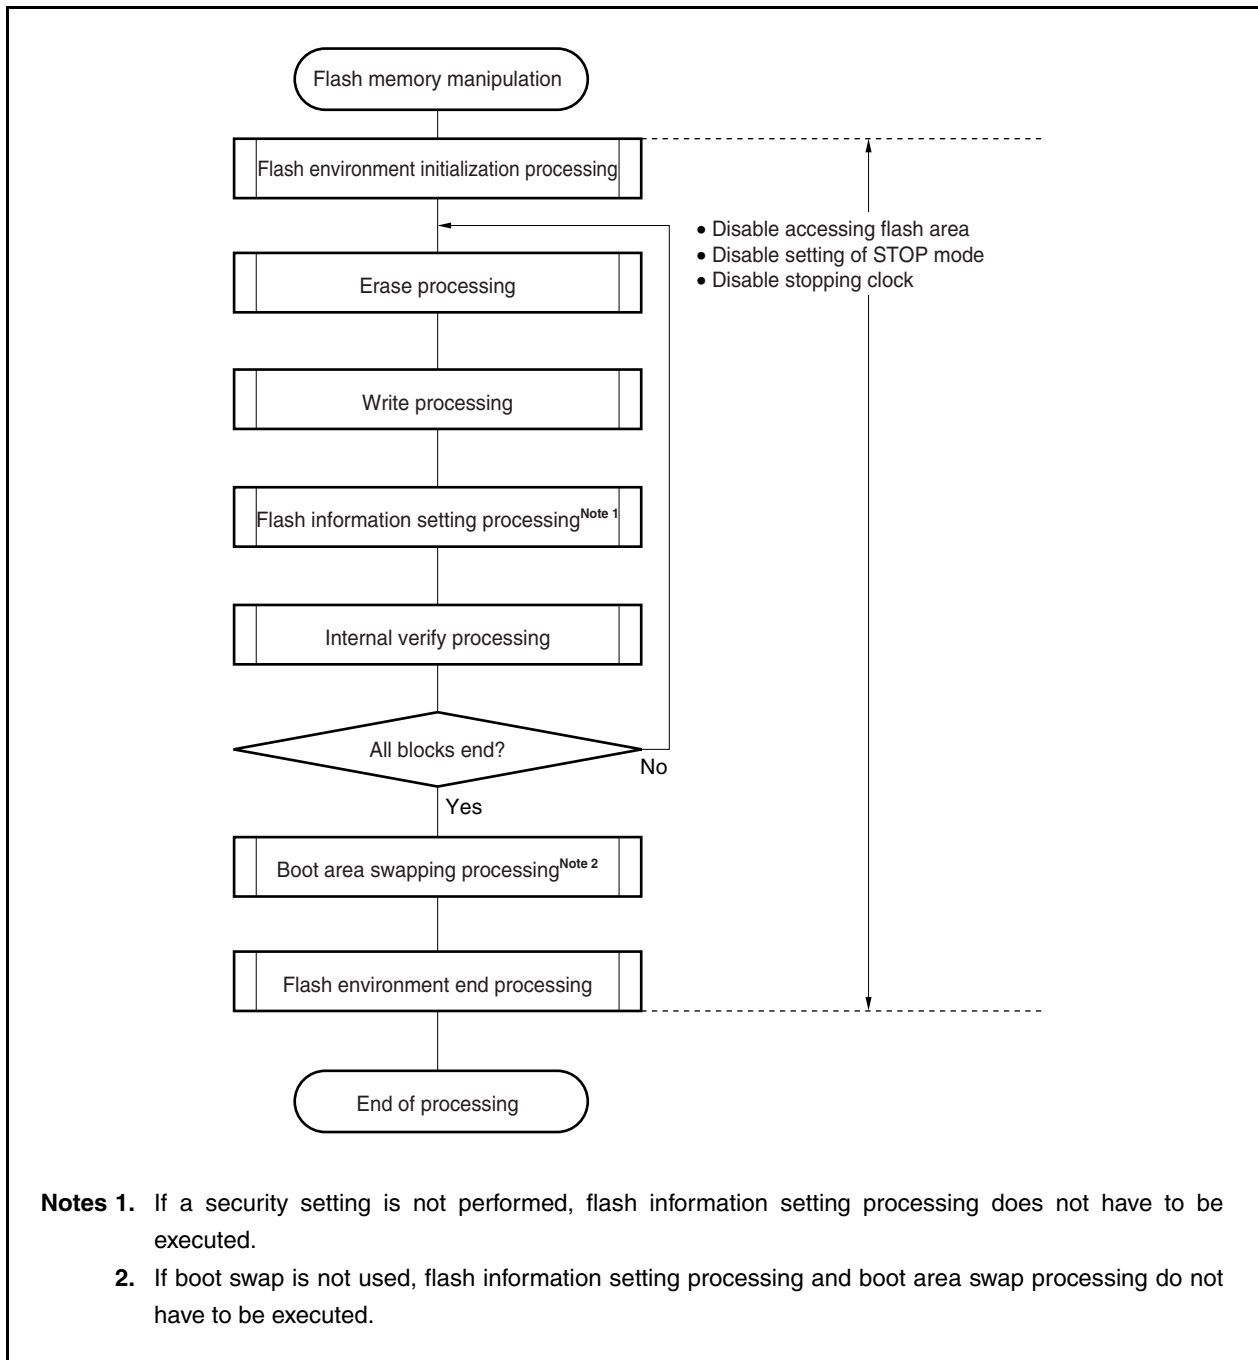 Flash memory manipulation
Flash environment initialization processing
• Disable accessing flash area
• Disable setting of STOP mode
• Disable stopping clock
Erase processing
Write processing
Flash information setting processingNote 1
Internal verify processing
All blocks end?
No
Yes
Boot area swapping processingNote 2
Flash environment end processing
End of processing
Notes 1. If a security setting is not performed, flash information setting processing does not have to be
executed.
2. If boot swap is not used, flash information setting processing and boot area swap processing do not
have to be executed.